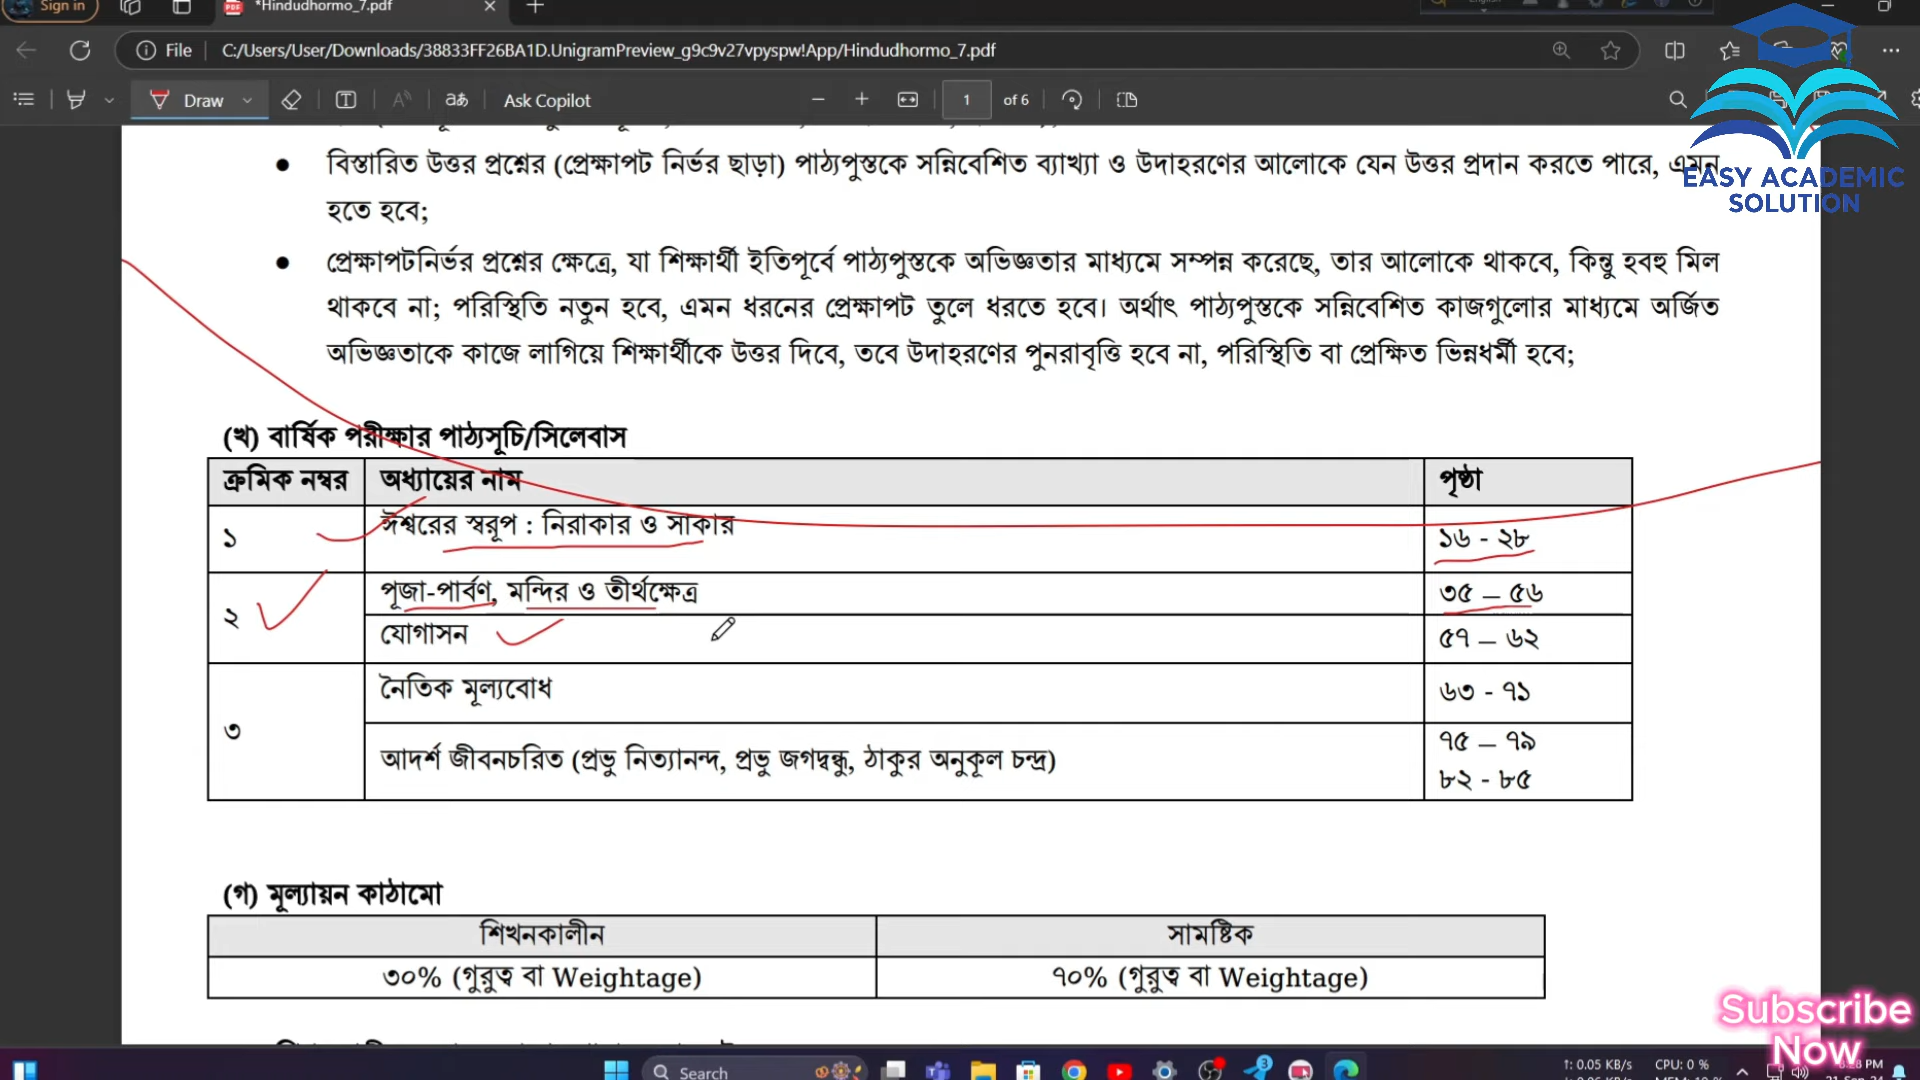 Sign in
*Hindudhormo_7.pdf
File C:/Users/User/Downloads/38833FF26BA1D.UnigramPreview_g9c9v27vpyspw!App/Hindudhormo_7.pdf
Draw
Ask Copilot
1 of 6
EASY ACADEMIC
SOLUTION
● বিস্তারিত উত্তর প্রশ্নের (প্রেক্ষাপট নির্ভর ছাড়া) পাঠ্যপুস্তকে সন্নিবেশিত ব্যাখ্যা ও উদাহরণের আলোকে যেন উত্তর প্রদান করতে পারে, এমন
হতে হবে;
● প্রেক্ষাপটনির্ভর প্রশ্নের ক্ষেত্রে, যা শিক্ষার্থী ইতিপূর্বে পাঠ্যপুস্তকে অভিজ্ঞতার মাধ্যমে সম্পন্ন করেছে, তার আলোকে থাকবে, কিন্তু হুবহু মিল
থাকবে না; পরিস্থিতি নতুন হবে, এমন ধরনের প্রেক্ষাপট তুলে ধরতে হবে। অর্থাৎ পাঠ্যপুস্তকে সন্নিবেশিত কাজগুলোর মাধ্যমে অর্জিত
অভিজ্ঞতাকে কাজে লাগিয়ে শিক্ষার্থীকে উত্তর দিবে, তবে উদাহরণের পুনরাবৃত্তি হবে না, পরিস্থিতি বা প্রেক্ষিত ভিন্নধর্মী হবে;
(খ) বার্ষিক পরীক্ষার পাঠ্যসূচি/সিলেবাস
ক্রমিক নম্বর অধ্যায়ের নাম পৃষ্ঠা
১ ঈশ্বরের স্বরূপ : নিরাকার ও সাকার ১৬ - ২৮
২ পূজা-পার্বণ, মন্দির ও তীর্থক্ষেত্র ৩৫ – ৫৬
যোগাসন ৫৭ – ৬২
৩ নৈতিক মূল্যবোধ ৬৩ - ৭১
আদর্শ জীবনচরিত (প্রভু নিত্যানন্দ, প্রভু জগদ্বন্ধু, ঠাকুর অনুকূল চন্দ্র) ৭৫ – ৭৯
৮২ - ৮৫
(গ) মূল্যায়ন কাঠামো
শিখনকালীন সামষ্টিক
৩০% (গুরুত্ব বা Weightage) ৭০% (গুরুত্ব বা Weightage)
Subscribe
Now
Search
3
↑: 0.05 KB/s CPU: 0 %